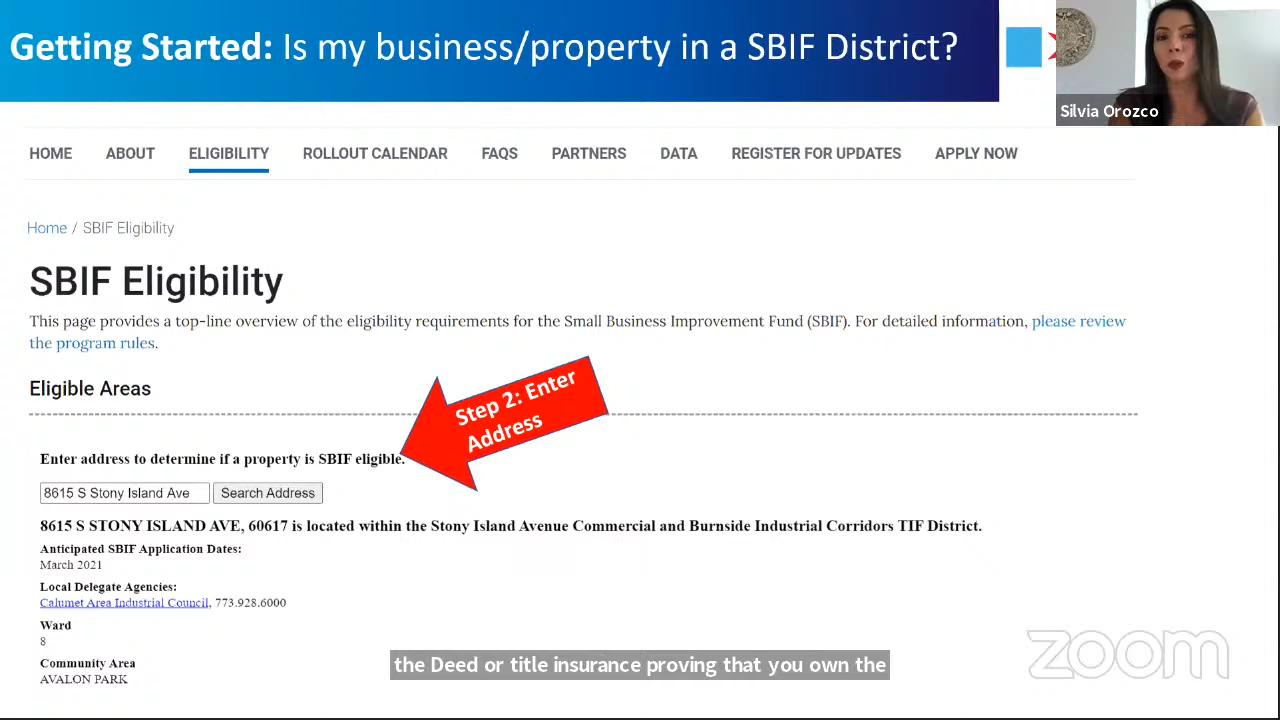 Getting Started: Is my business/property in a SBIF District?
Silvia Orozco
HOME ABOUT ELIGIBILITY ROLLOUT CALENDAR FAQS PARTNERS DATA REGISTER FOR UPDATES APPLY NOW
Home / SBIF Eligibility
SBIF Eligibility
This page provides a top-line overview of the eligibility requirements for the Small Business Improvement Fund (SBIF). For detailed information, please review
the program rules.
Eligible Areas
Step 2: Enter
Address
Enter address to determine if a property is SBIF eligible.
8615 S Stony Island Ave Search Address
8615 S STONY ISLAND AVE, 60617 is located within the Stony Island Avenue Commercial and Burnside Industrial Corridors TIF District.
Anticipated SBIF Application Dates:
March 2021
Local Delegate Agencies:
Calumet Area Industrial Council, 773.928.6000
Ward
8
Community Area
AVALON PARK
the Deed or title insurance proving that you own the
zoom